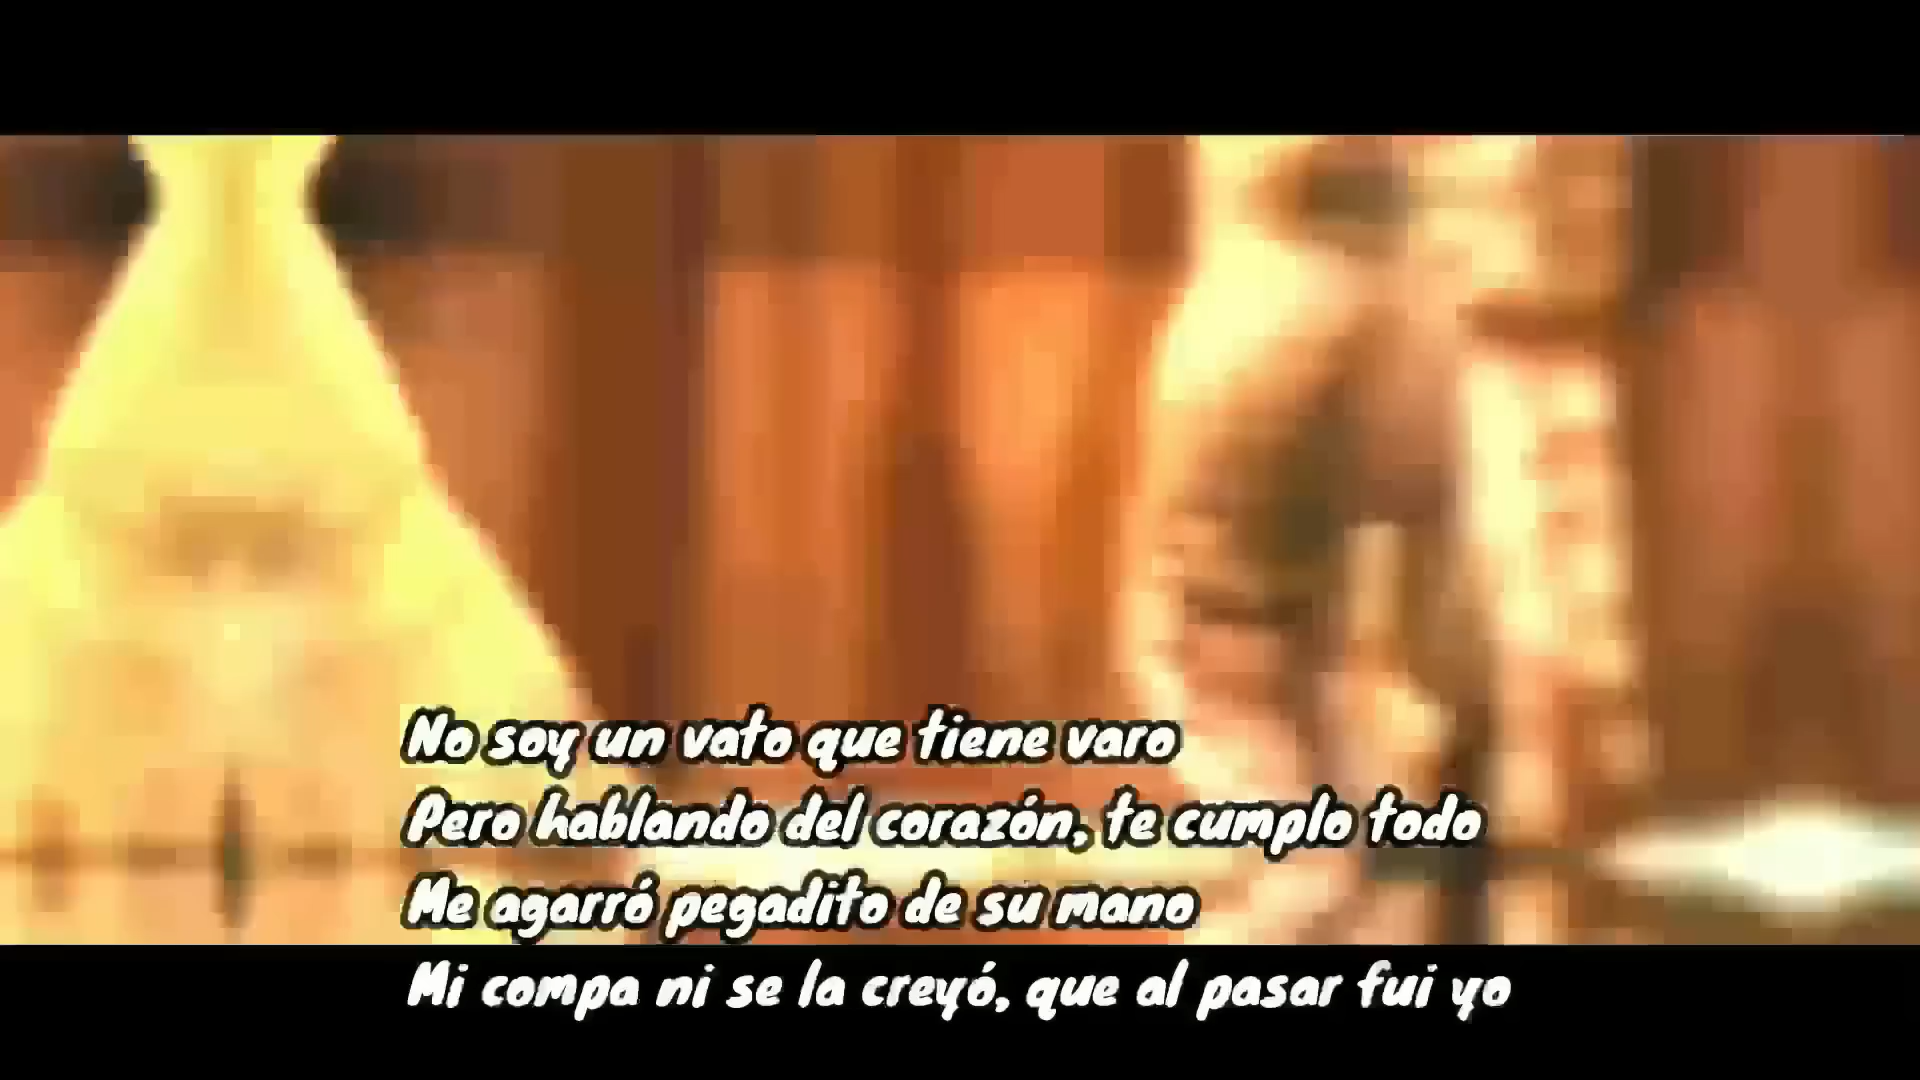 No soy un vato que tiene varo
Pero hablando del corazón, te cumplo todo
Me agarró pegadito de su mano
Mi compa ni se la creyó, que al pasar fui yo